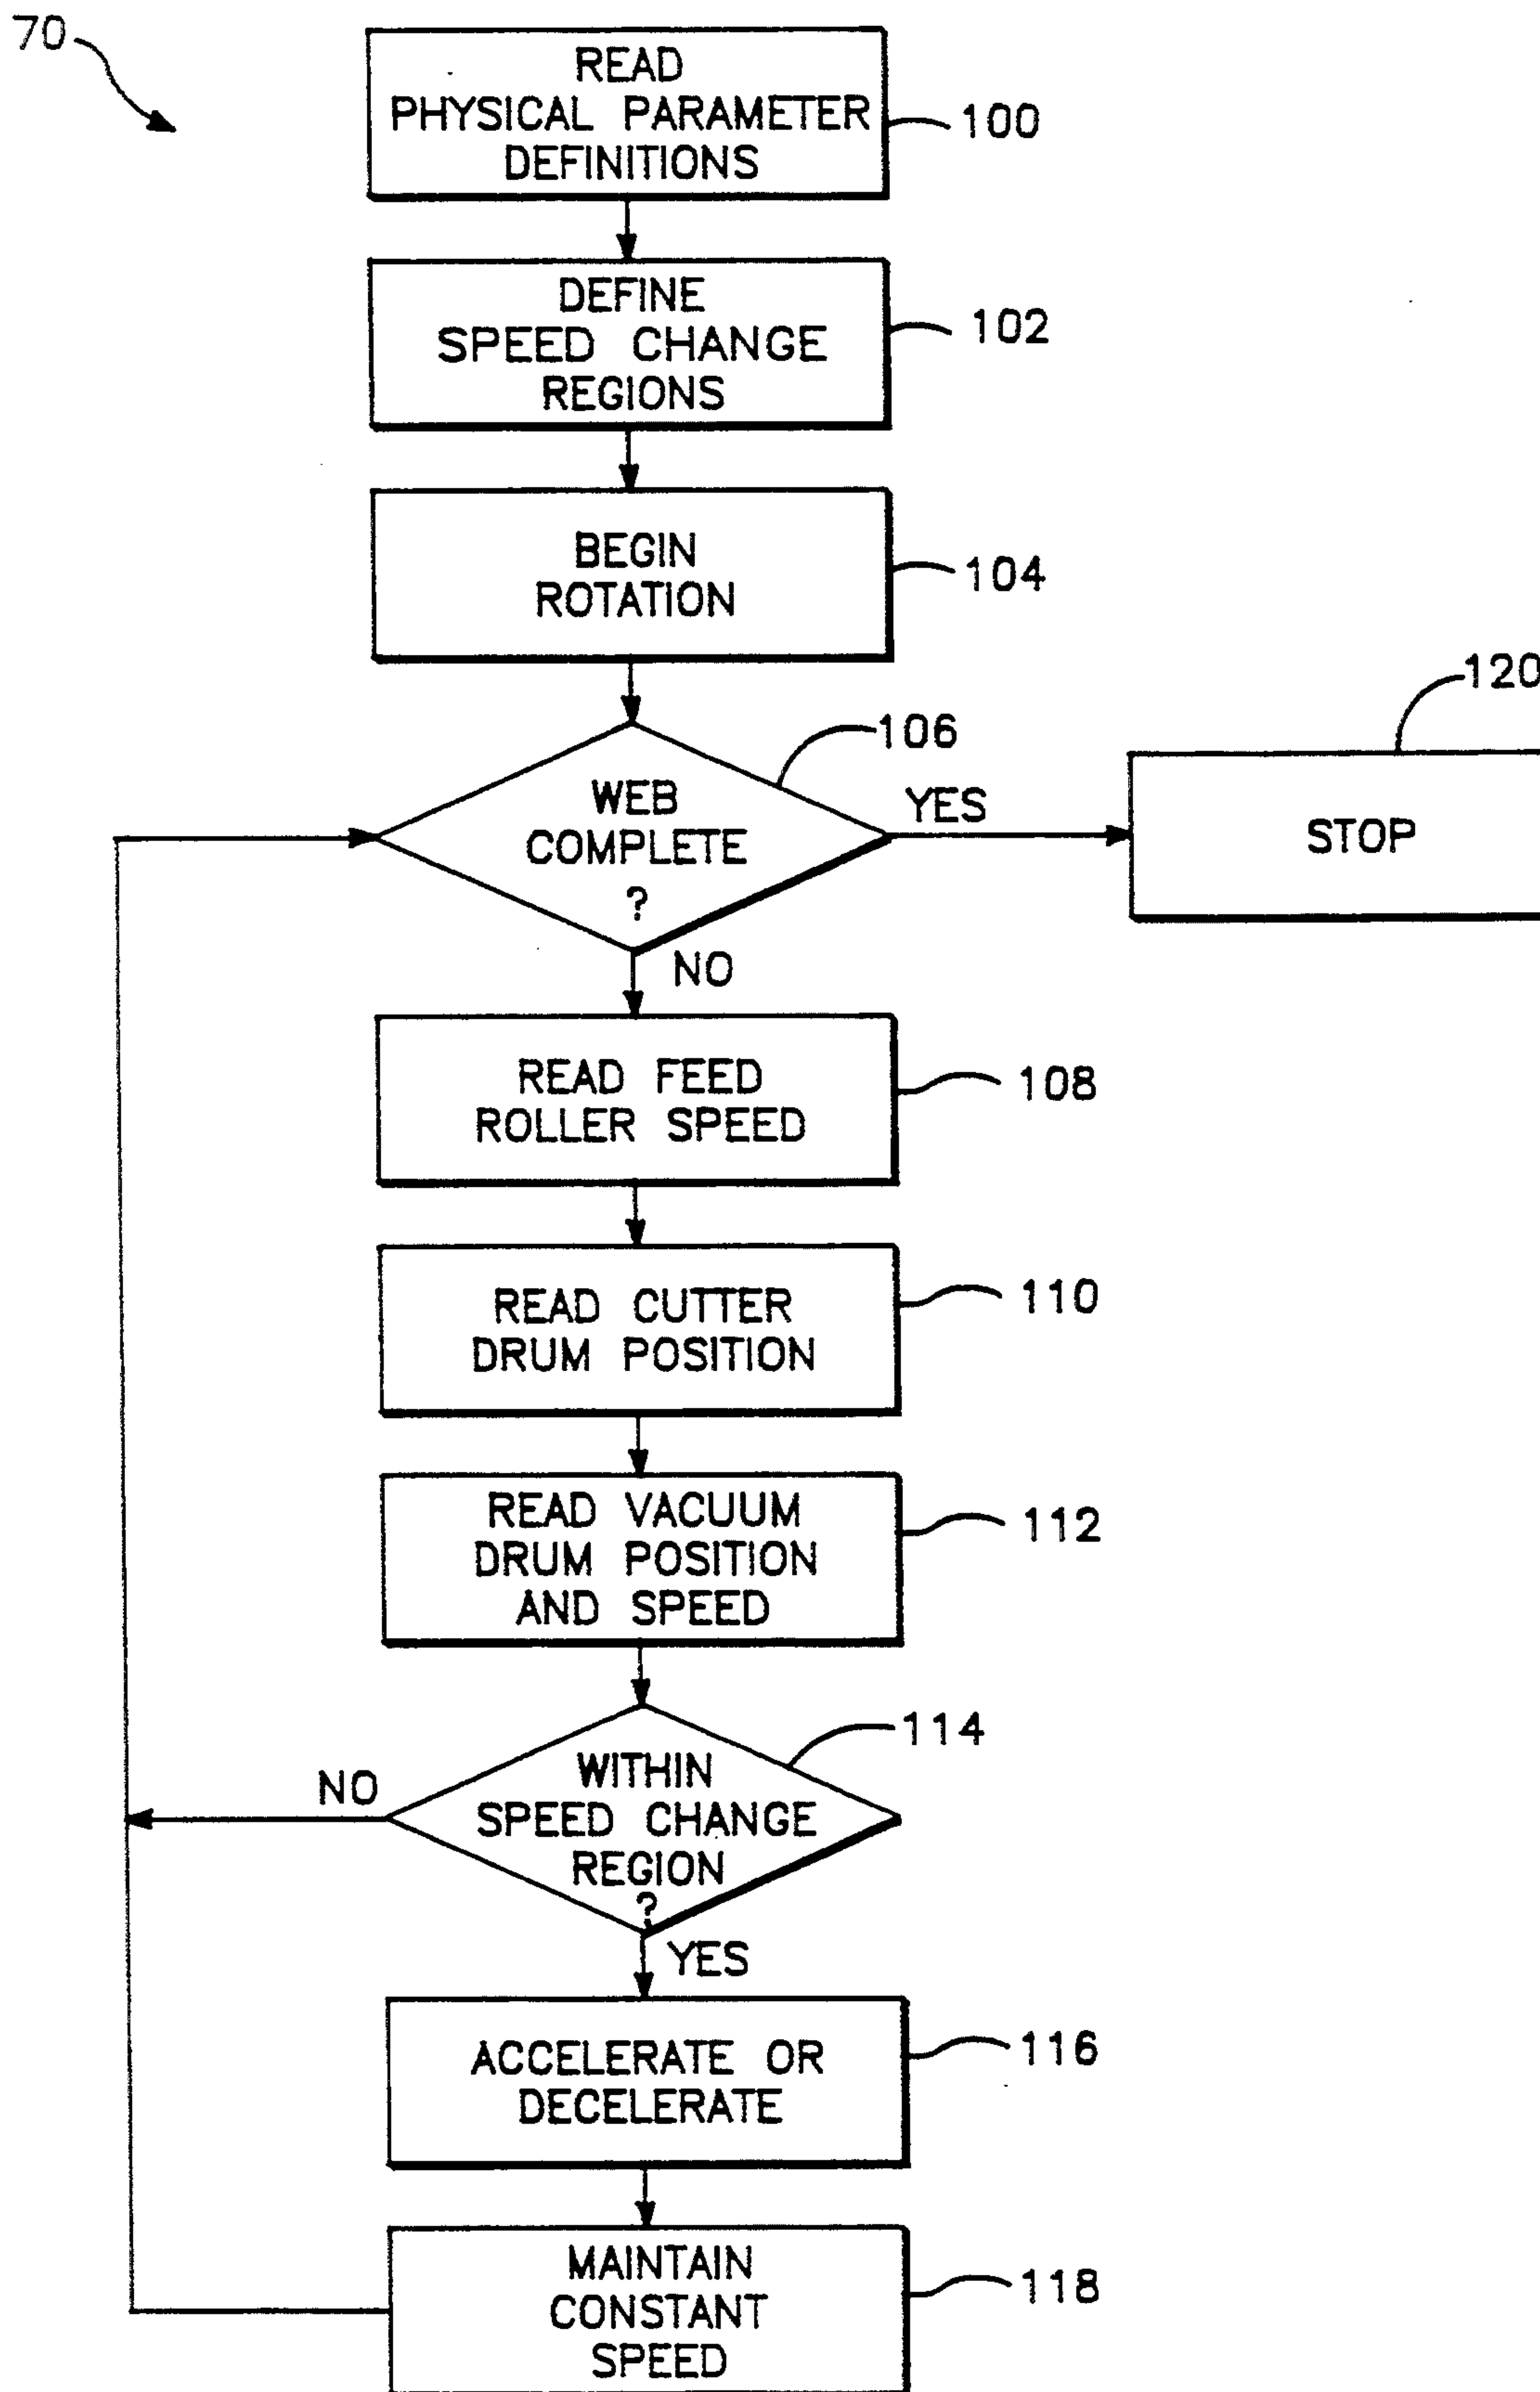 70
READ
PHYSICAL PARAMETER
DEFINITIONS
100
DEFINE
SPEED CHANGE
REGIONS
102
BEGIN
ROTATION
104
120
106
WEB
COMPLETE
?
YES
STOP
NO
READ FEED
ROLLER SPEED
108
READ CUTTER
DRUM POSITION
110
READ VACUUM
DRUM POSITION
AND SPEED
112
114
WITHIN
SPEED CHANGE
REGION
?
NO
YES
ACCELERATE OR
DECELERATE
116
MAINTAIN
CONSTANT
SPEED
118